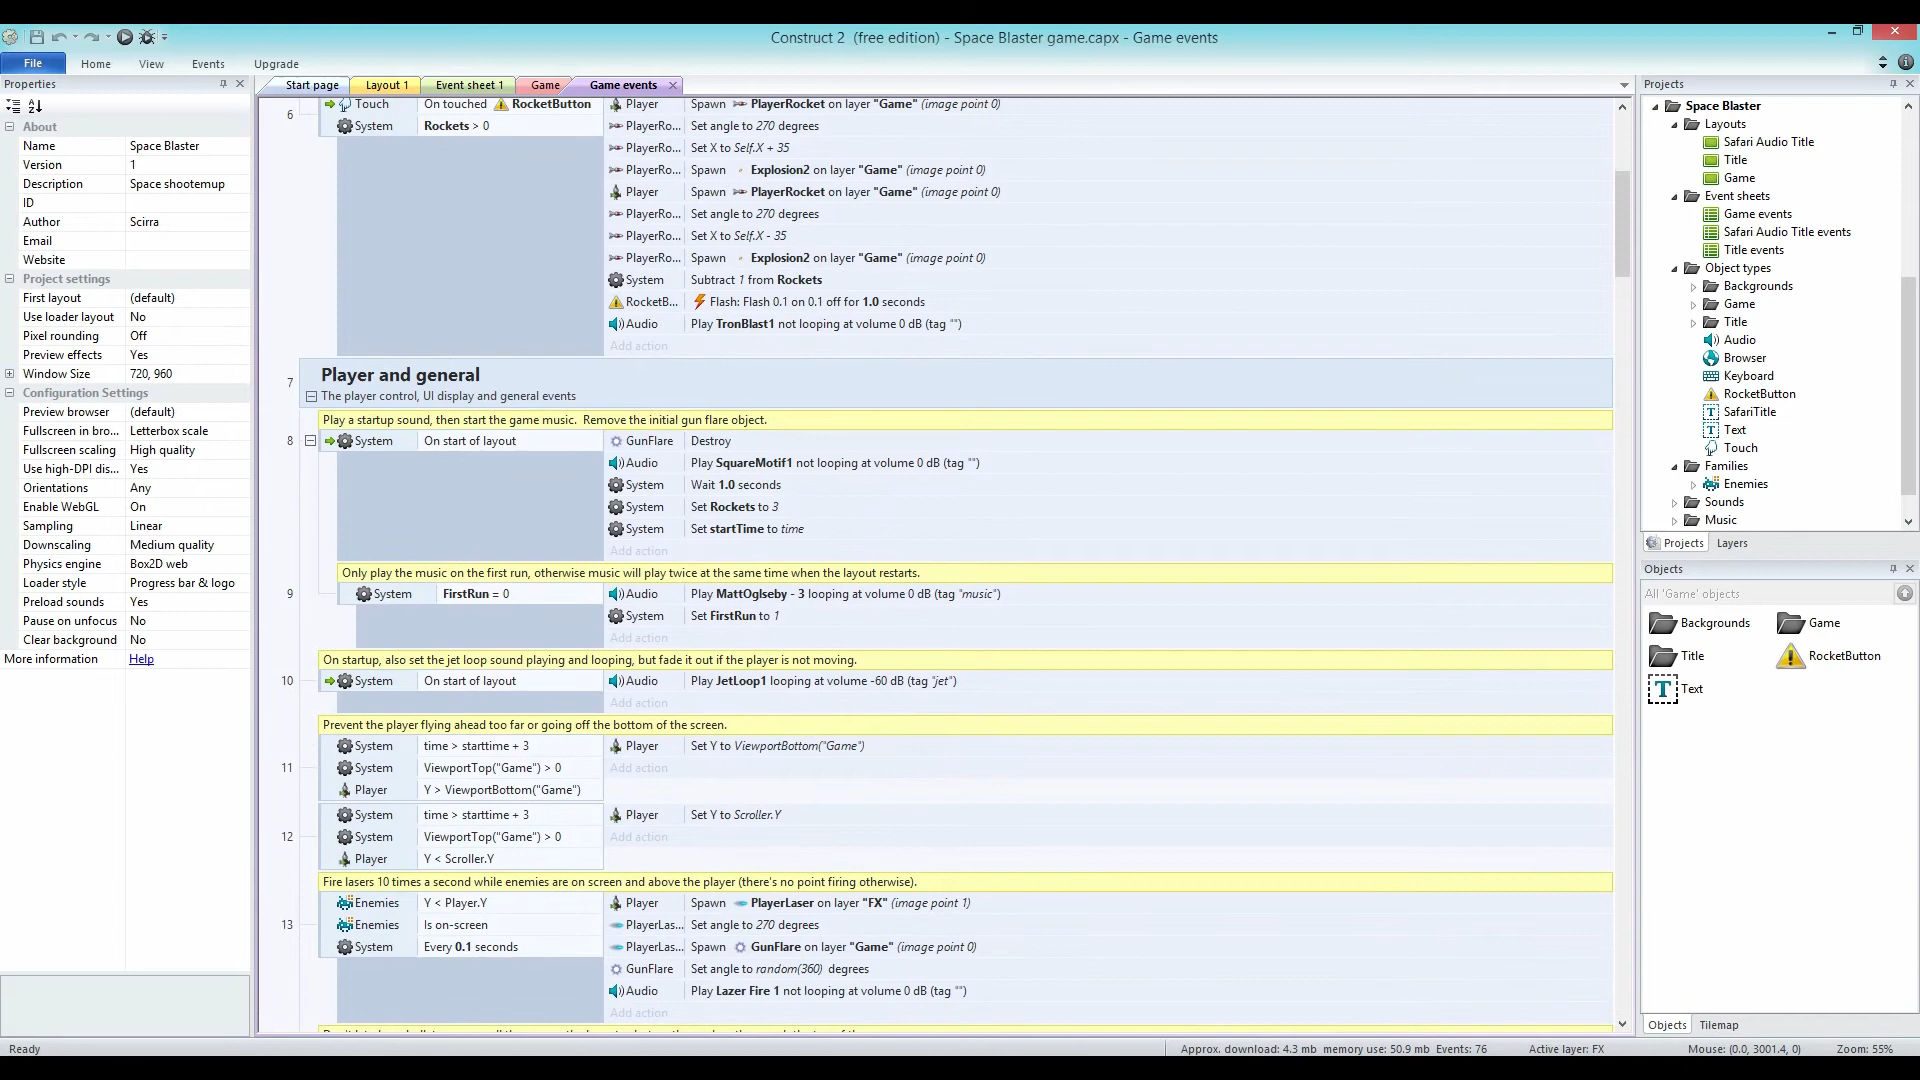 Construct 2 (free edition) - Space Blaster game.capx - Game events
File Home View Events Upgrade
Properties
Start page Layout 1 Event sheet 1 Game Game events
About
Name Space Blaster
Version 1
Description Space shootemup
ID
Author Scirra
Email
Website
Project settings
First layout (default)
Use loader layout No
Pixel rounding Off
Preview effects Yes
Window Size 720, 960
Configuration Settings
Preview browser (default)
Fullscreen in bro... Letterbox scale
Fullscreen scaling High quality
Use high-DPI dis... Yes
Orientations Any
Enable WebGL On
Sampling Linear
Downscaling Medium quality
Physics engine Box2D web
Loader style Progress bar & logo
Preload sounds Yes
Pause on unfocus No
Clear background No
More information Help
6 Touch On touched RocketButton Player Spawn PlayerRocket on layer "Game" (image point 0)
System Rockets > 0 PlayerRo... Set angle to 270 degrees
PlayerRo... Set X to Self.X + 35
PlayerRo... Spawn Explosion2 on layer "Game" (image point 0)
Player Spawn PlayerRocket on layer "Game" (image point 0)
PlayerRo... Set angle to 270 degrees
PlayerRo... Set X to Self.X - 35
PlayerRo... Spawn Explosion2 on layer "Game" (image point 0)
System Subtract 1 from Rockets
RocketB... Flash: Flash 0.1 on 0.1 off for 1.0 seconds
Audio Play TronBlast1 not looping at volume 0 dB (tag "")
Add action
7 Player and general
The player control, UI display and general events
Play a startup sound, then start the game music. Remove the initial gun flare object.
8 System On start of layout GunFlare Destroy
Audio Play SquareMotif1 not looping at volume 0 dB (tag "")
System Wait 1.0 seconds
System Set Rockets to 3
System Set startTime to time
Add action
Only play the music on the first run, otherwise music will play twice at the same time when the layout restarts.
9 System FirstRun = 0 Audio Play MattOglseby - 3 looping at volume 0 dB (tag "music")
System Set FirstRun to 1
Add action
On startup, also set the jet loop sound playing and looping, but fade it out if the player is not moving.
10 System On start of layout Audio Play JetLoop1 looping at volume -60 dB (tag "jet")
Add action
Prevent the player flying ahead too far or going off the bottom of the screen.
System time > starttime + 3 Player Set Y to ViewportBottom("Game")
11 System ViewportTop("Game") > 0 Add action
Player Y > ViewportBottom("Game")
System time > starttime + 3 Player Set Y to Scroller.Y
12 System ViewportTop("Game") > 0 Add action
Player Y < Scroller.Y
Fire lasers 10 times a second while enemies are on screen and above the player (there's no point firing otherwise).
Enemies Y < Player.Y Player Spawn PlayerLaser on layer "FX" (image point 1)
13 Enemies Is on-screen PlayerLas... Set angle to 270 degrees
System Every 0.1 seconds PlayerLas... Spawn GunFlare on layer "Game" (image point 0)
GunFlare Set angle to random(360) degrees
Audio Play Lazer Fire 1 not looping at volume 0 dB (tag "")
Add action
Projects
Space Blaster
Layouts
Safari Audio Title
Title
Game
Event sheets
Game events
Safari Audio Title events
Title events
Object types
Backgrounds
Game
Title
Audio
Browser
Keyboard
RocketButton
SafariTitle
Text
Touch
Families
Enemies
Sounds
Music
Projects Layers
Objects
All 'Game' objects
Backgrounds Game
Title RocketButton
T Text
Objects Tilemap
Ready Approx. download: 4.3 mb memory use: 50.9 mb Events: 76 Active layer: FX Mouse: (0.0, 3001.4, 0) Zoom: 55%